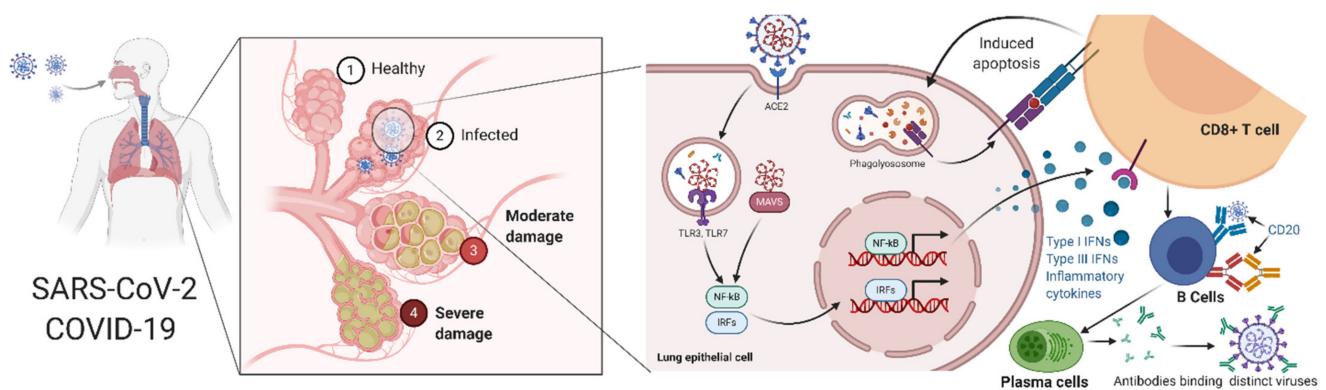 SARS-CoV-2
COVID-19
1 Healthy
2 Infected
Moderate
damage
3
4 Severe
damage
ACE2
TLR3, TLR7
MAVS
NF-kB
IRFs
Lung epithelial cell
Phagolyososome
NF-kB
IRFs
Induced
apoptosis
CD8+ T cell
Type I IFNs
Type III IFNs
Inflammatory
cytokines
CD20
B Cells
Plasma cells
Antibodies binding distinct viruses